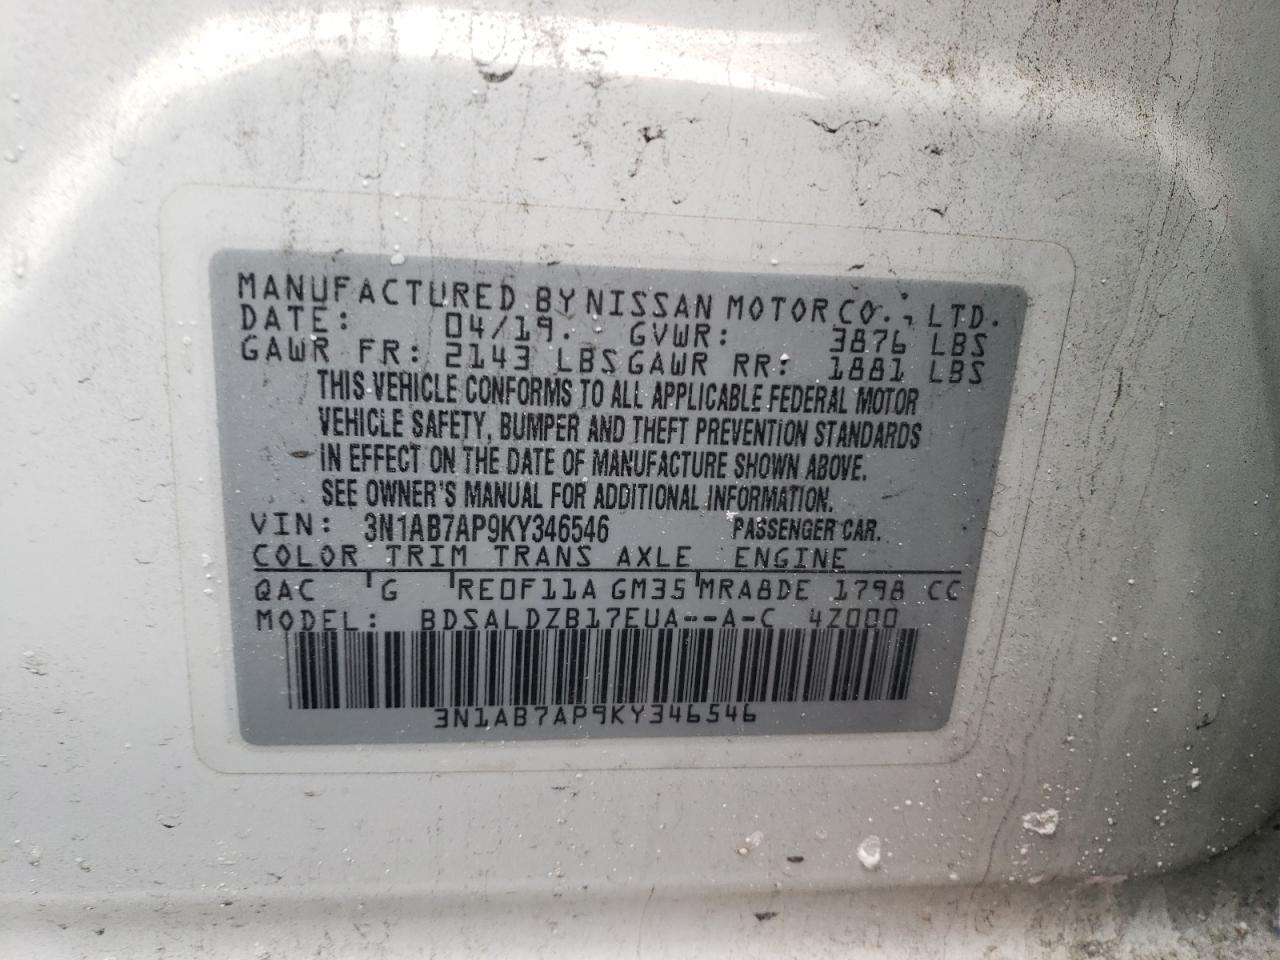 MANUFACTURED BY NISSAN MOTOR CO., LTD.
DATE: 04/19. GVWR: 3876 LBS
GAWR FR: 2143 LBS GAWR RR: 1881 LBS
THIS VEHICLE CONFORMS TO ALL APPLICABLE FEDERAL MOTOR
VEHICLE SAFETY, BUMPER AND THEFT PREVENTION STANDARDS
IN EFFECT ON THE DATE OF MANUFACTURE SHOWN ABOVE.
SEE OWNER'S MANUAL FOR ADDITIONAL INFORMATION.
VIN: 3N1AB7AP9KY346546 PASSENGER CAR.
COLOR TRIM TRANS AXLE ENGINE
QAC G RE0F11A GM35 MRA8DE 1798 CC
MODEL: BDSALDZB17EUA--A-C 4Z000
3N1AB7AP9KY346546